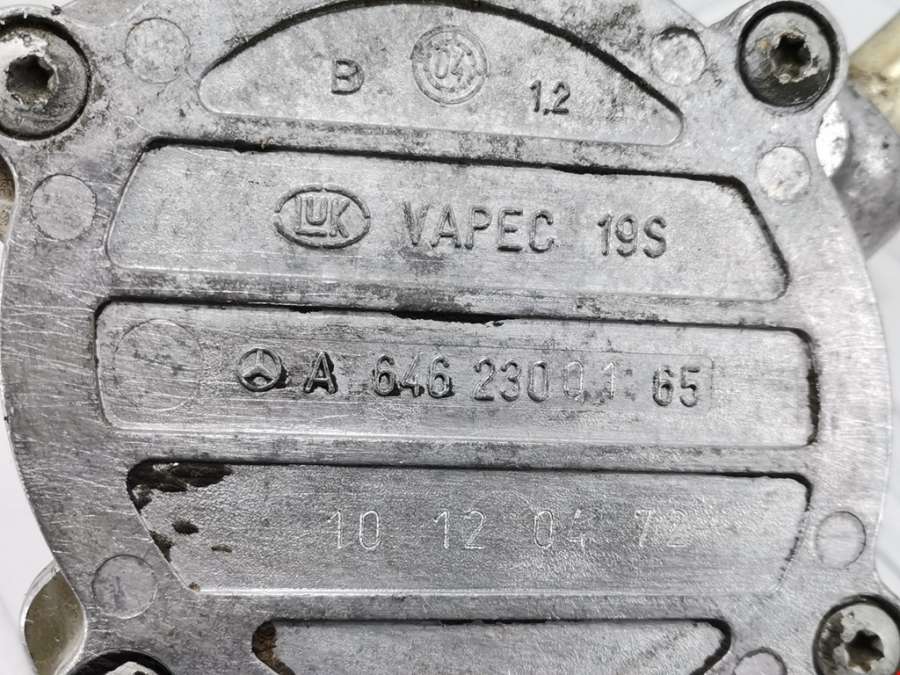 B 04 1.2
LUK VAPEC 19S
A 646 230 01 65
10 12 04 72